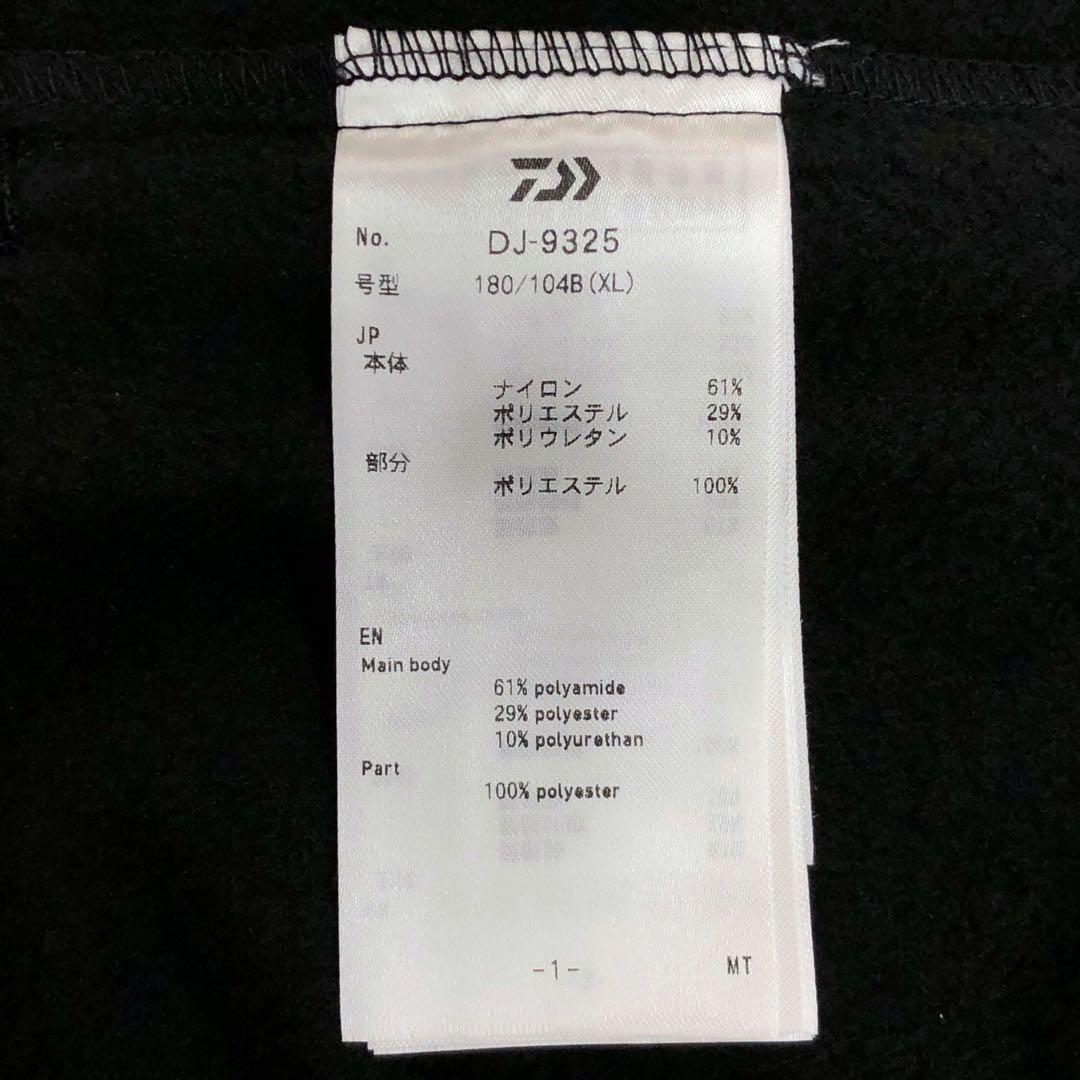 No. DJ-9325
号型 180/104B(XL)
JP
本体
ナイロン 61%
ポリエステル 29%
ポリウレタン 10%
部分
ポリエステル 100%
EN
Main body
61% polyamide
29% polyester
10% polyurethan
Part
100% polyester
-1- MT